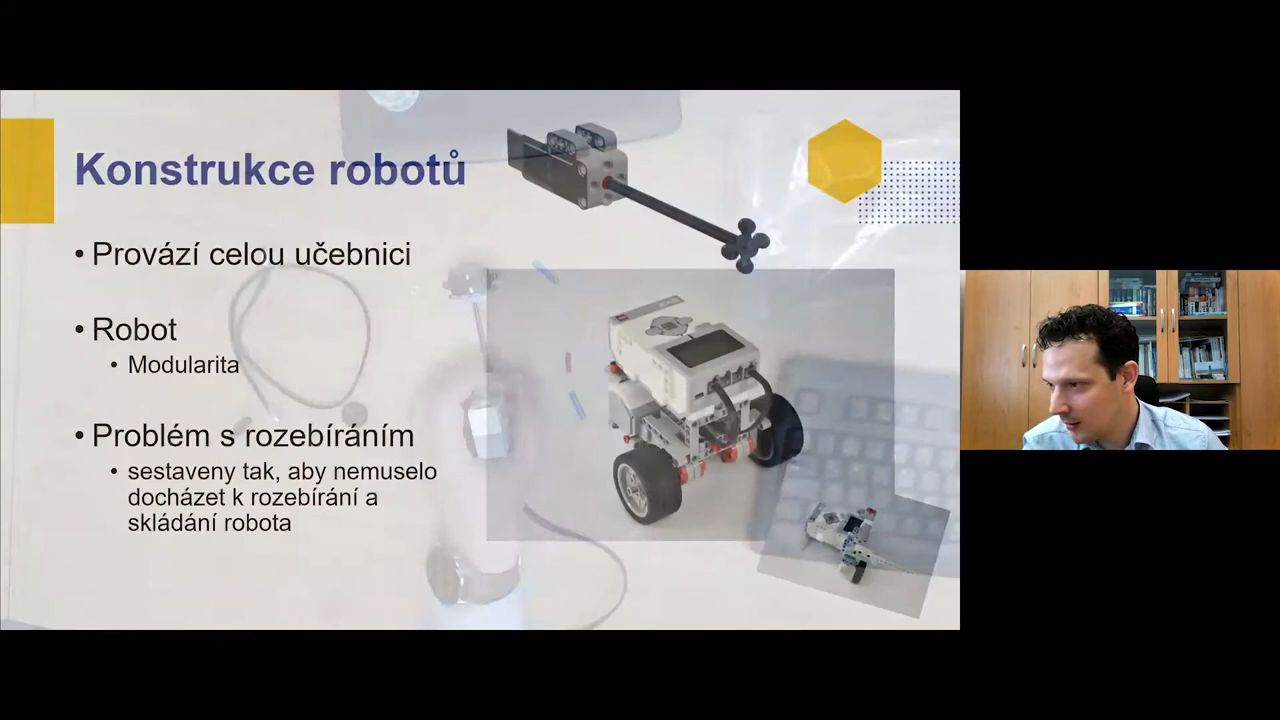 Konstrukce robotů
• Provází celou učebnici
• Robot
• Modularita
• Problém s rozebíráním
• sestaveny tak, aby nemuselo
docházet k rozebírání a
skládání robota